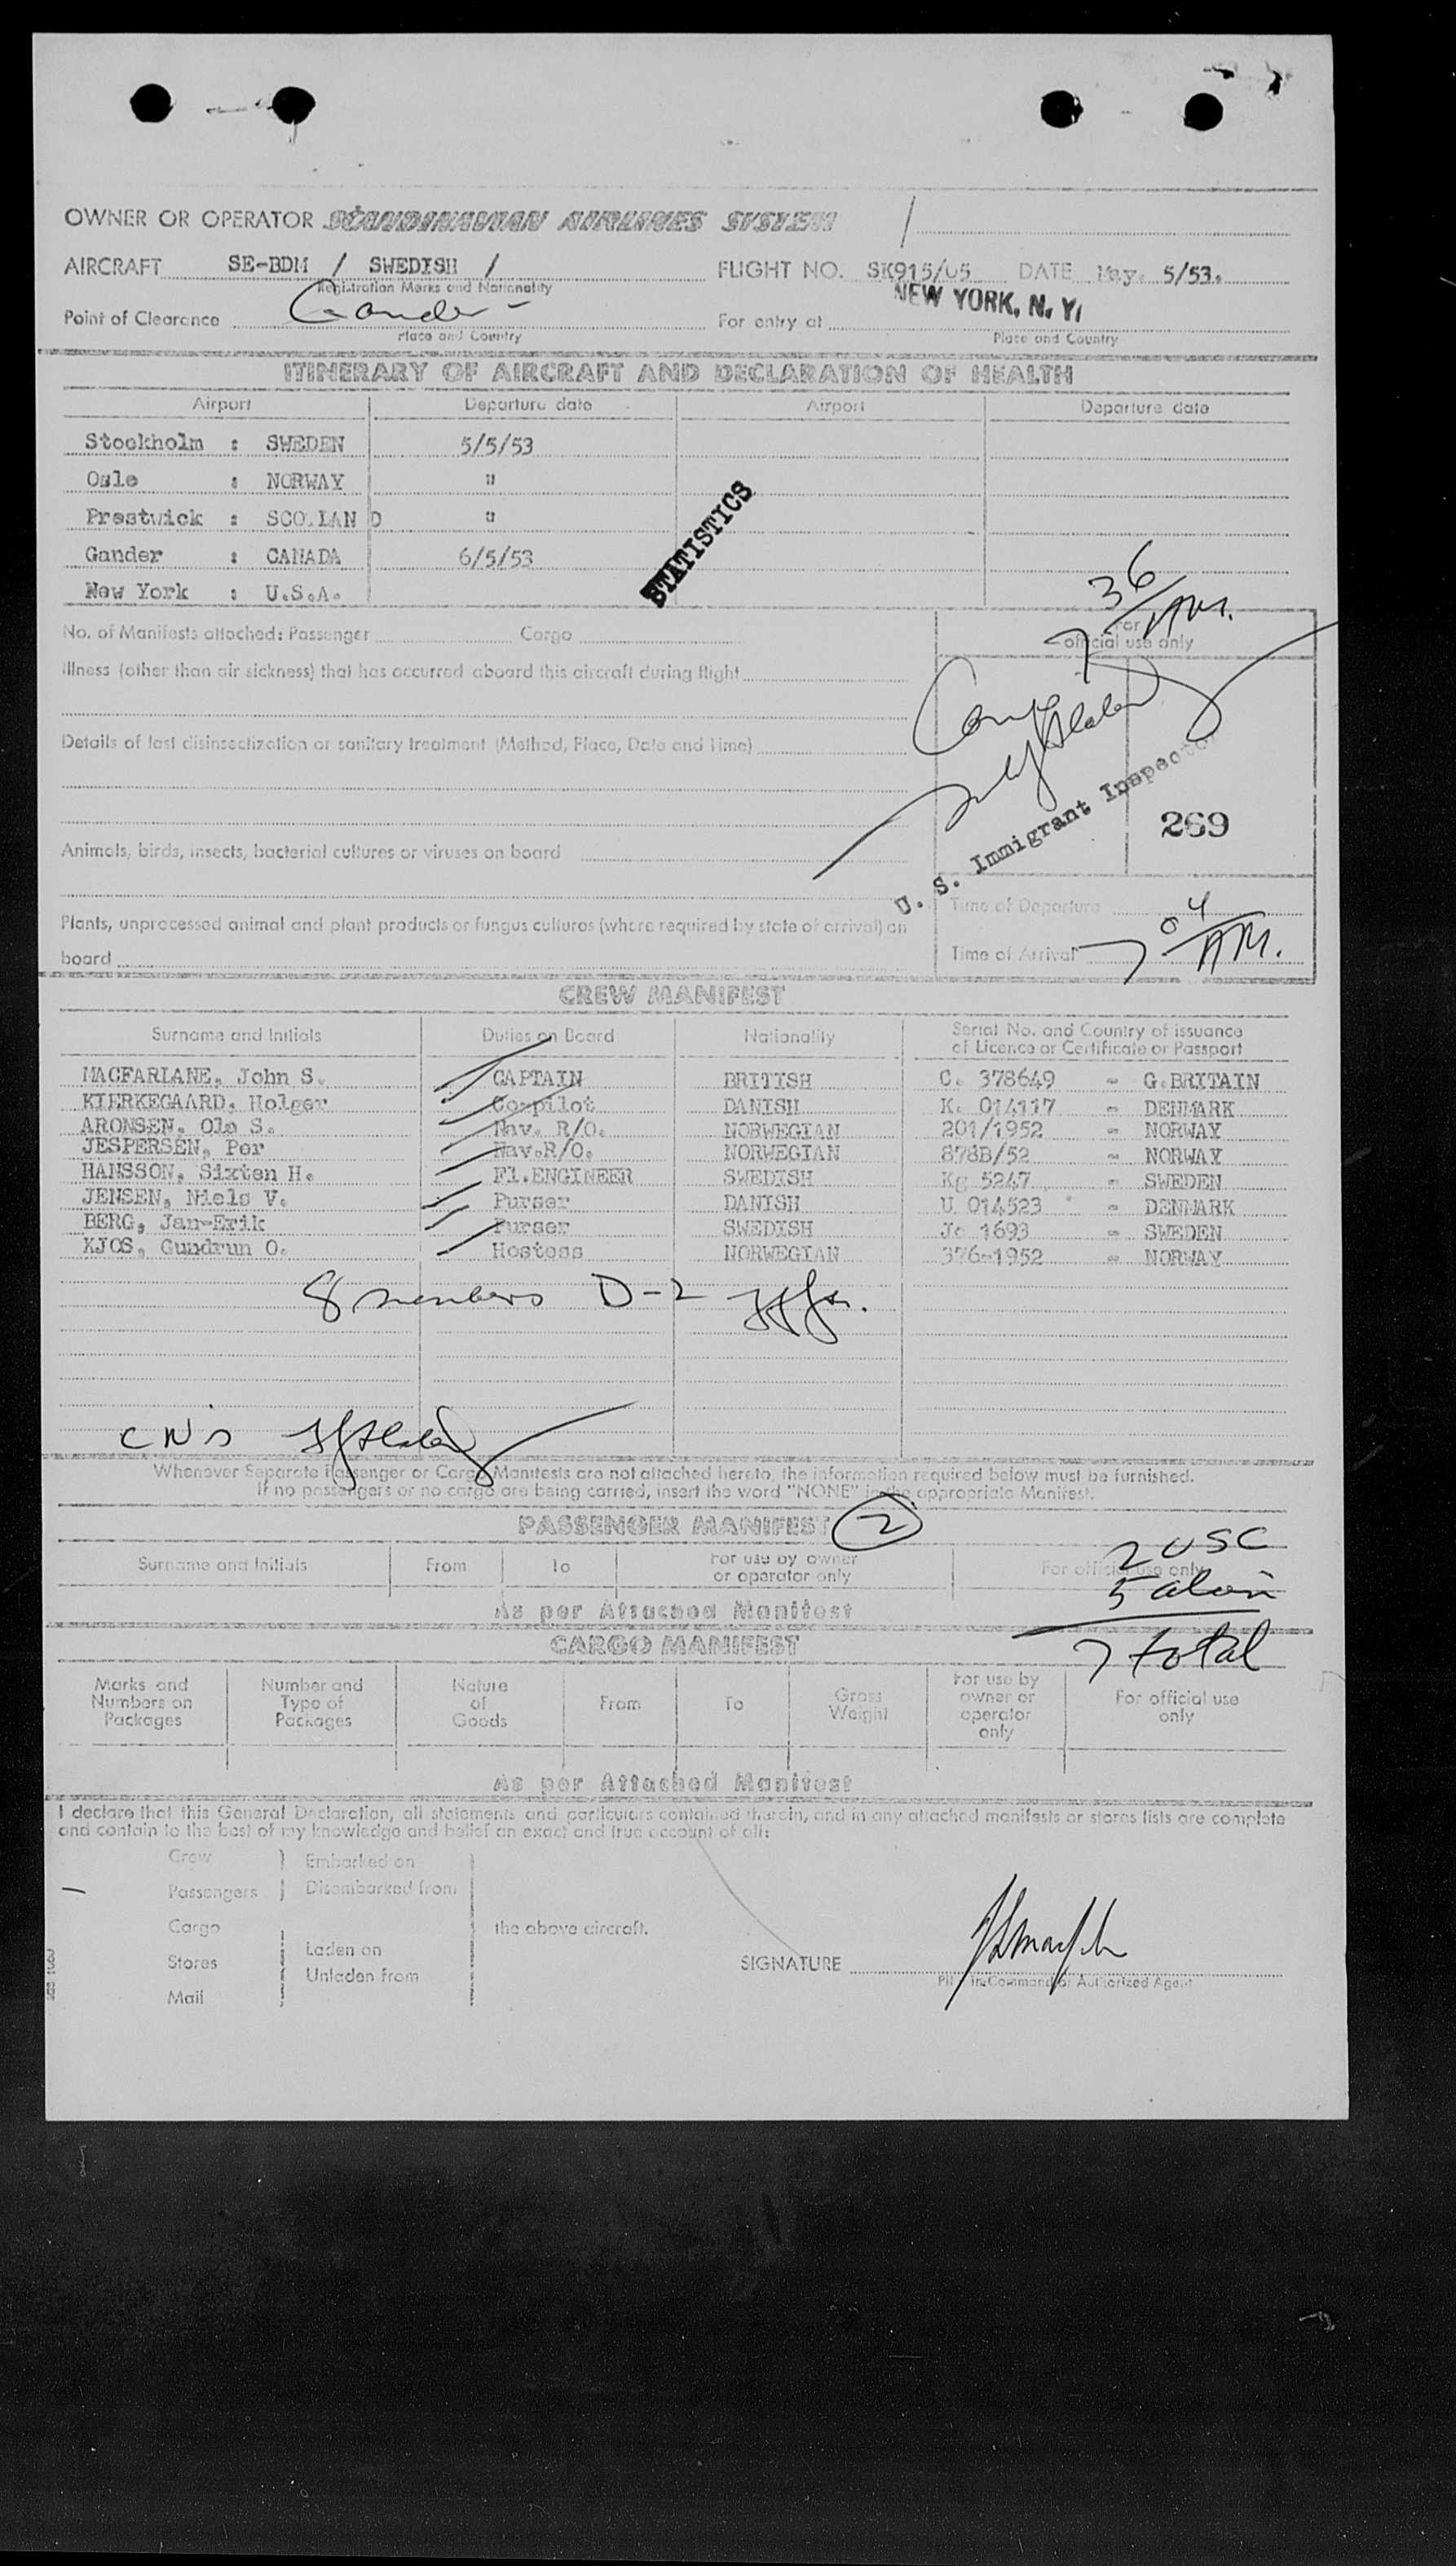 OWNER OR OPERATOR SCANDINAVIAN AIRLINES SYSTEM
AIRCRAFT SE-BDM / SWEDISH / FLIGHT NO. SK915/05 DATE May. 5/53.
Registration Marks and Nationality
NEW YORK, N. Y.
Point of Clearance Gander For entry at
Place and Country Place and Country
ITINERARY OF AIRCRAFT AND DECLARATION OF HEALTH
Airport Departure date Airport Departure date
Stockholm : SWEDEN 5/5/53
Oslo : NORWAY "
Prestwick : SCOTLAND "
Gander : CANADA 6/5/53
New York : U.S.A.
STATISTICS
7 36 AM.
No. of Manifests attached: Passenger Cargo
For official use only
Illness (other than air sickness) that has occurred aboard this aircraft during flight
Details of last disinsectization or sanitary treatment (Method, Place, Date and Time)
U. S. Immigrant Inspector
269
Animals, birds, insects, bacterial cultures or viruses on board
Plants, unprocessed animal and plant products or fungus cultures (where required by state of arrival) on
board
Time of Departure
Time of Arrival 7 04 AM.
CREW MANIFEST
Surname and Initials Duties on Board Nationality Serial No. and Country of issuance
of Licence or Certificate or Passport
MACFARLANE, John S. CAPTAIN BRITISH C. 378649 - G.BRITAIN
KIERKEGAARD, Holger Co-pilot DANISH K. 014117 - DENMARK
ARONSEN, Ole S. Nav. R/O. NORWEGIAN 201/1952 - NORWAY
JESPERSEN, Per Nav.R/O. NORWEGIAN 878B/52 - NORWAY
HANSSON, Sixten H. Fl.ENGINEER SWEDISH Kg 5247 - SWEDEN
JENSEN, Niels V. Purser DANISH U 014523 - DENMARK
BERG, Jan-Erik Purser SWEDISH Jo 1693 - SWEDEN
KJOS, Gundrun O. Hostess NORWEGIAN 376-1952 - NORWAY
8 members D-2
Whenever Separate Passenger or Cargo Manifests are not attached hereto, the information required below must be furnished.
If no passengers or no cargo are being carried, insert the word "NONE" in the appropriate Manifest.
PASSENGER MANIFEST 2
2 USC
Surname and Initials From To For use by owner or operator only For official use only
5 alien
As per Attached Manifest
7 total
CARGO MANIFEST
Marks and Numbers on Packages Number and Type of Packages Nature of Goods From To Gross Weight For use by owner or operator only For official use only
As per Attached Manifest
I declare that this General Declaration, all statements and particulars contained therein, and in any attached manifests or stores lists are complete
and contain to the best of my knowledge and belief an exact and true account of all:
Crew Embarked on
Passengers Disembarked from
Cargo the above aircraft.
Stores Laden on
Unladen from
Mail
SIGNATURE
Pilot in Command or Authorized Agent